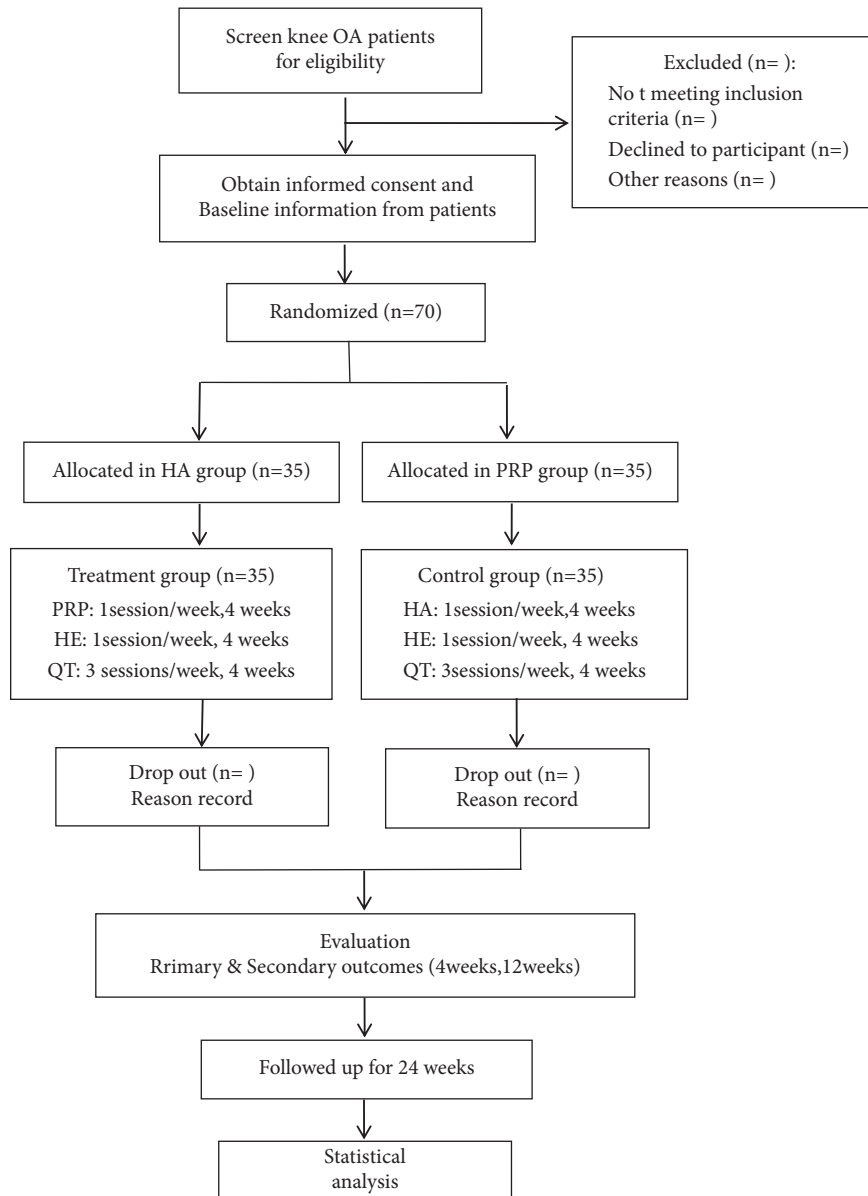 Screen knee OA patients
for eligibility
Excluded (n= ):
No t meeting inclusion
criteria (n= )
Declined to participant (n=)
Other reasons (n= )
Obtain informed consent and
Baseline information from patients
Randomized (n=70)
Allocated in HA group (n=35)
Allocated in PRP group (n=35)
Treatment group (n=35)
PRP: 1session/week,4 weeks
HE: 1session/week, 4 weeks
QT: 3 sessions/week, 4 weeks
Control group (n=35)
HA: 1session/week,4 weeks
HE: 1session/week, 4 weeks
QT: 3sessions/week, 4 weeks
Drop out (n= )
Reason record
Drop out (n= )
Reason record
Evaluation
Rrimary & Secondary outcomes (4weeks,12weeks)
Followed up for 24 weeks
Statistical
analysis